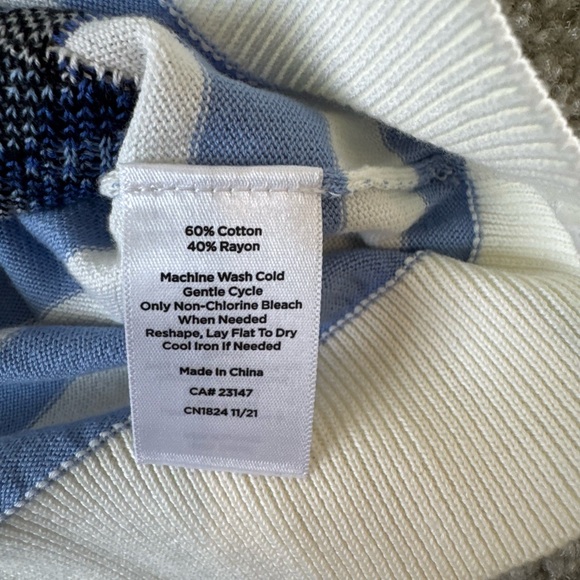 60% Cotton
40% Rayon
Machine Wash Cold
Gentle Cycle
Only Non-Chlorine Bleach
When Needed
Reshape, Lay Flat To Dry
Cool Iron If Needed
Made in China
CA# 23147
CN1824 11/21